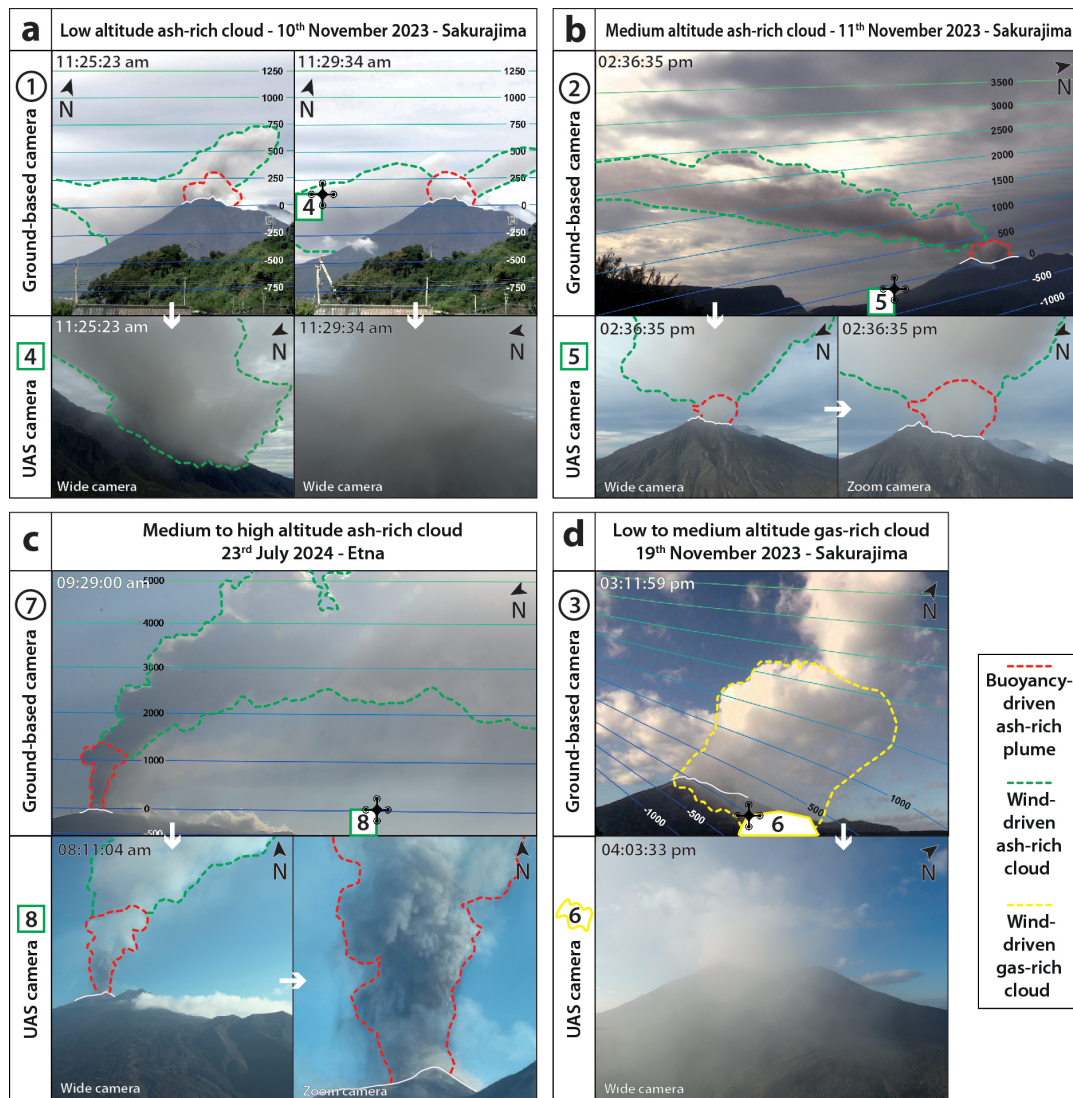 a
Low altitude ash-rich cloud - 10th November 2023 - Sakurajima
1
Ground-based camera
11:25:23 am
N
1250
1000
750
500
250
0
-250
-500
-750
11:29:34 am
N
1250
1000
750
500
250
0
-250
-500
-750
4
4
UAS camera
11:25:23 am
N
Wide camera
11:29:34 am
N
Wide camera
b
Medium altitude ash-rich cloud - 11th November 2023 - Sakurajima
2
Ground-based camera
02:36:35 pm
N
3500
3000
2500
2000
1500
1000
500
0
-500
-1000
5
5
UAS camera
02:36:35 pm
N
Wide camera
02:36:35 pm
N
Zoom camera
c
Medium to high altitude ash-rich cloud
23rd July 2024 - Etna
7
Ground-based camera
09:29:00 am
N
5000
4000
3000
2000
1000
0
-500
8
8
UAS camera
08:11:04 am
N
Wide camera
N
Zoom camera
d
Low to medium altitude gas-rich cloud
19th November 2023 - Sakurajima
3
Ground-based camera
03:11:59 pm
N
-1000
-500
500
1000
6
6
UAS camera
04:03:33 pm
N
Wide camera
Buoyancy-
driven
ash-rich
plume
Wind-
driven
ash-rich
cloud
Wind-
driven
gas-rich
cloud